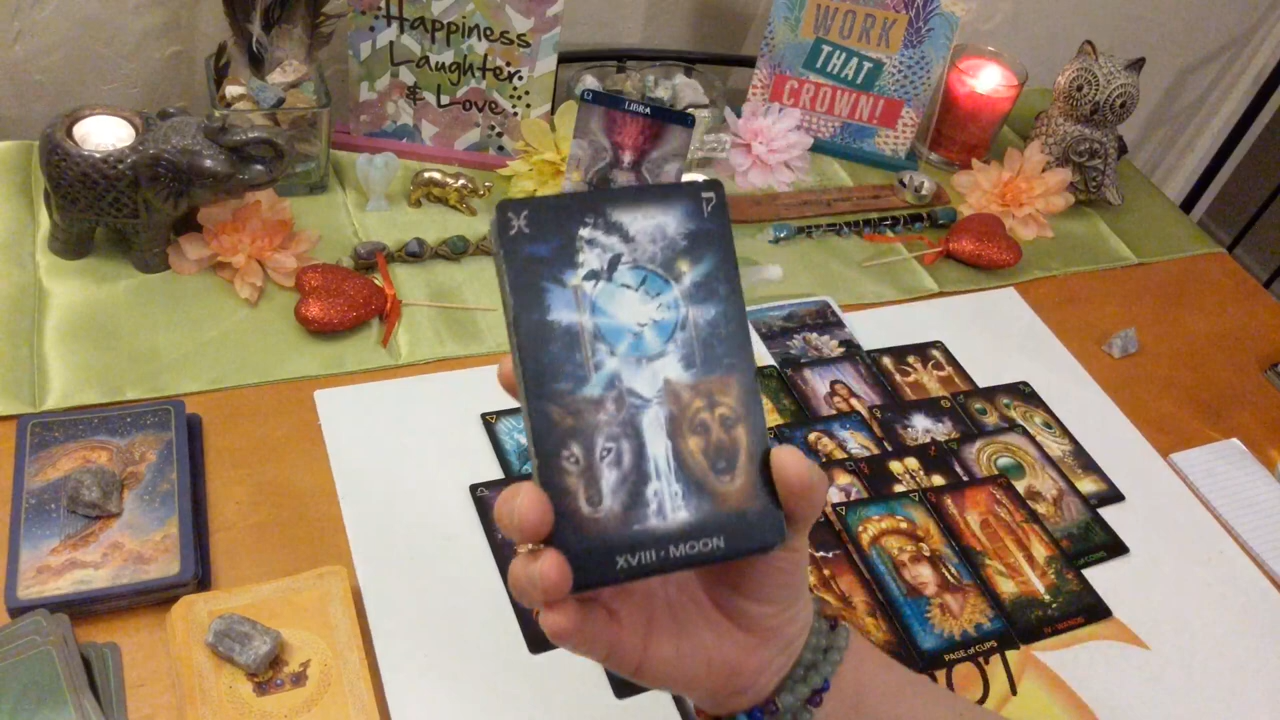 Happiness
Laughter
& Love
WORK
THAT
CROWN!
♎ LIBRA
♓ ק
XVIII · MOON
PAGE of CUPS
IV · WANDS